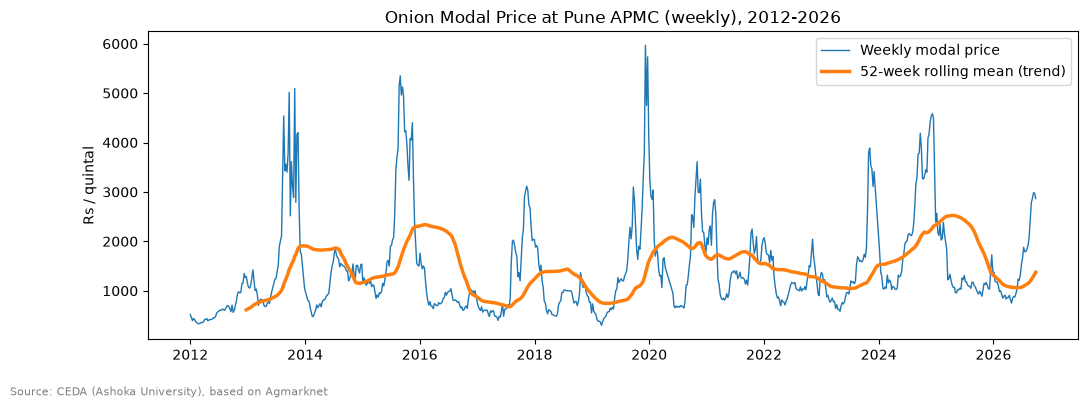 Onion Modal Price at Pune APMC (weekly), 2012-2026
Weekly modal price
52-week rolling mean (trend)
Rs / quintal
6000
5000
4000
3000
2000
1000
2012 2014 2016 2018 2020 2022 2024 2026
Source: CEDA (Ashoka University), based on Agmarknet